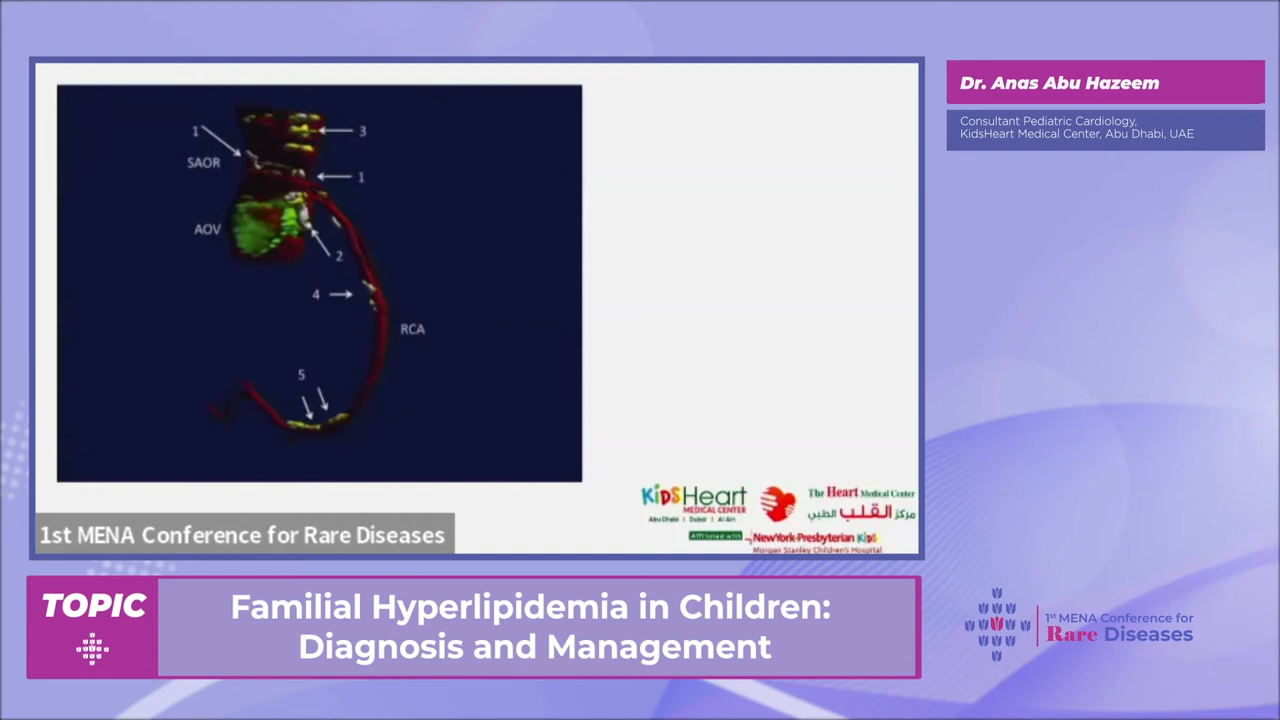 1
3
SAOR
1
AOV
2
4
RCA
5
KidSHeart
MEDICAL CENTER
Abu Dhabi | Dubai | Al Ain
The Heart Medical Center
مركز القلب الطبي
Affiliated with
NewYork-Presbyterian Kids
Morgan Stanley Children's Hospital
1st MENA Conference for Rare Diseases
Dr. Anas Abu Hazeem
Consultant Pediatric Cardiology,
KidsHeart Medical Center, Abu Dhabi, UAE
TOPIC
Familial Hyperlipidemia in Children:
Diagnosis and Management
1st MENA Conference for
Rare Diseases